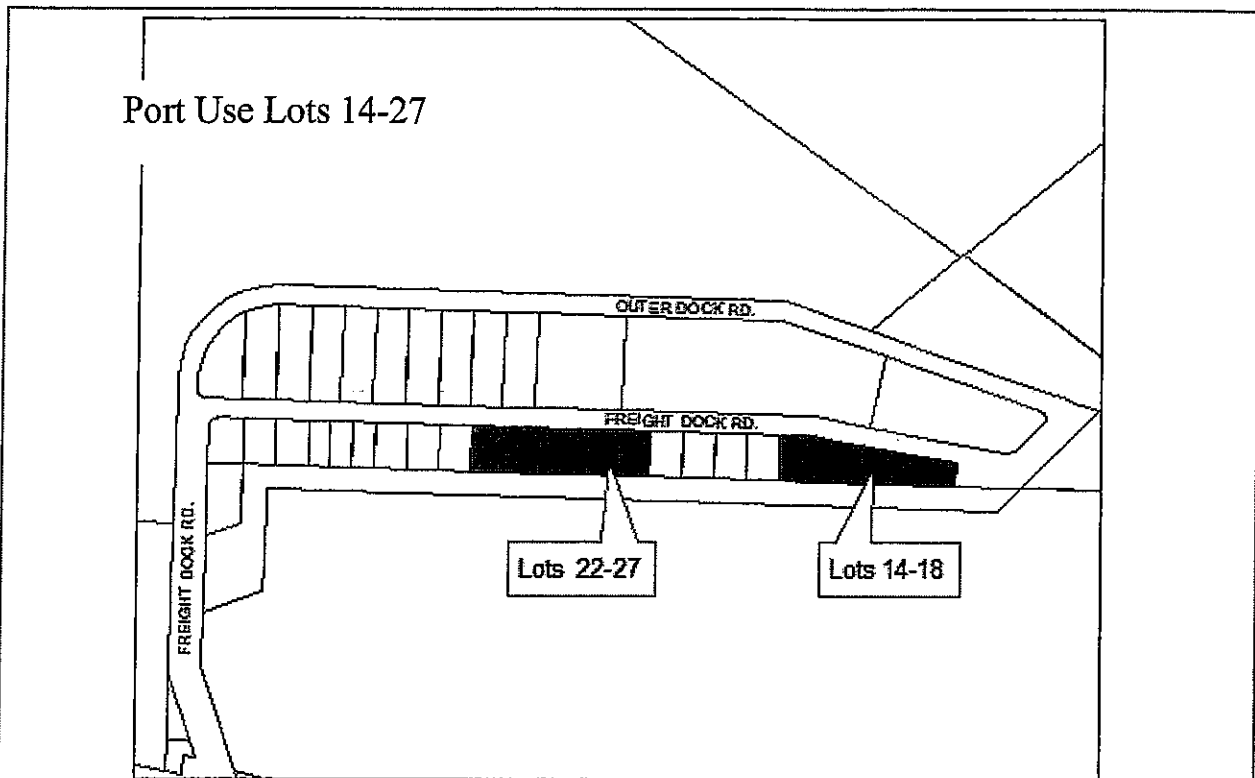 Port Use Lots 14-27
OUTER DOCK RD.
FREIGHT DOCK RD.
FREIGHT DOCK RD.
Lots 22-27
Lots 14-18